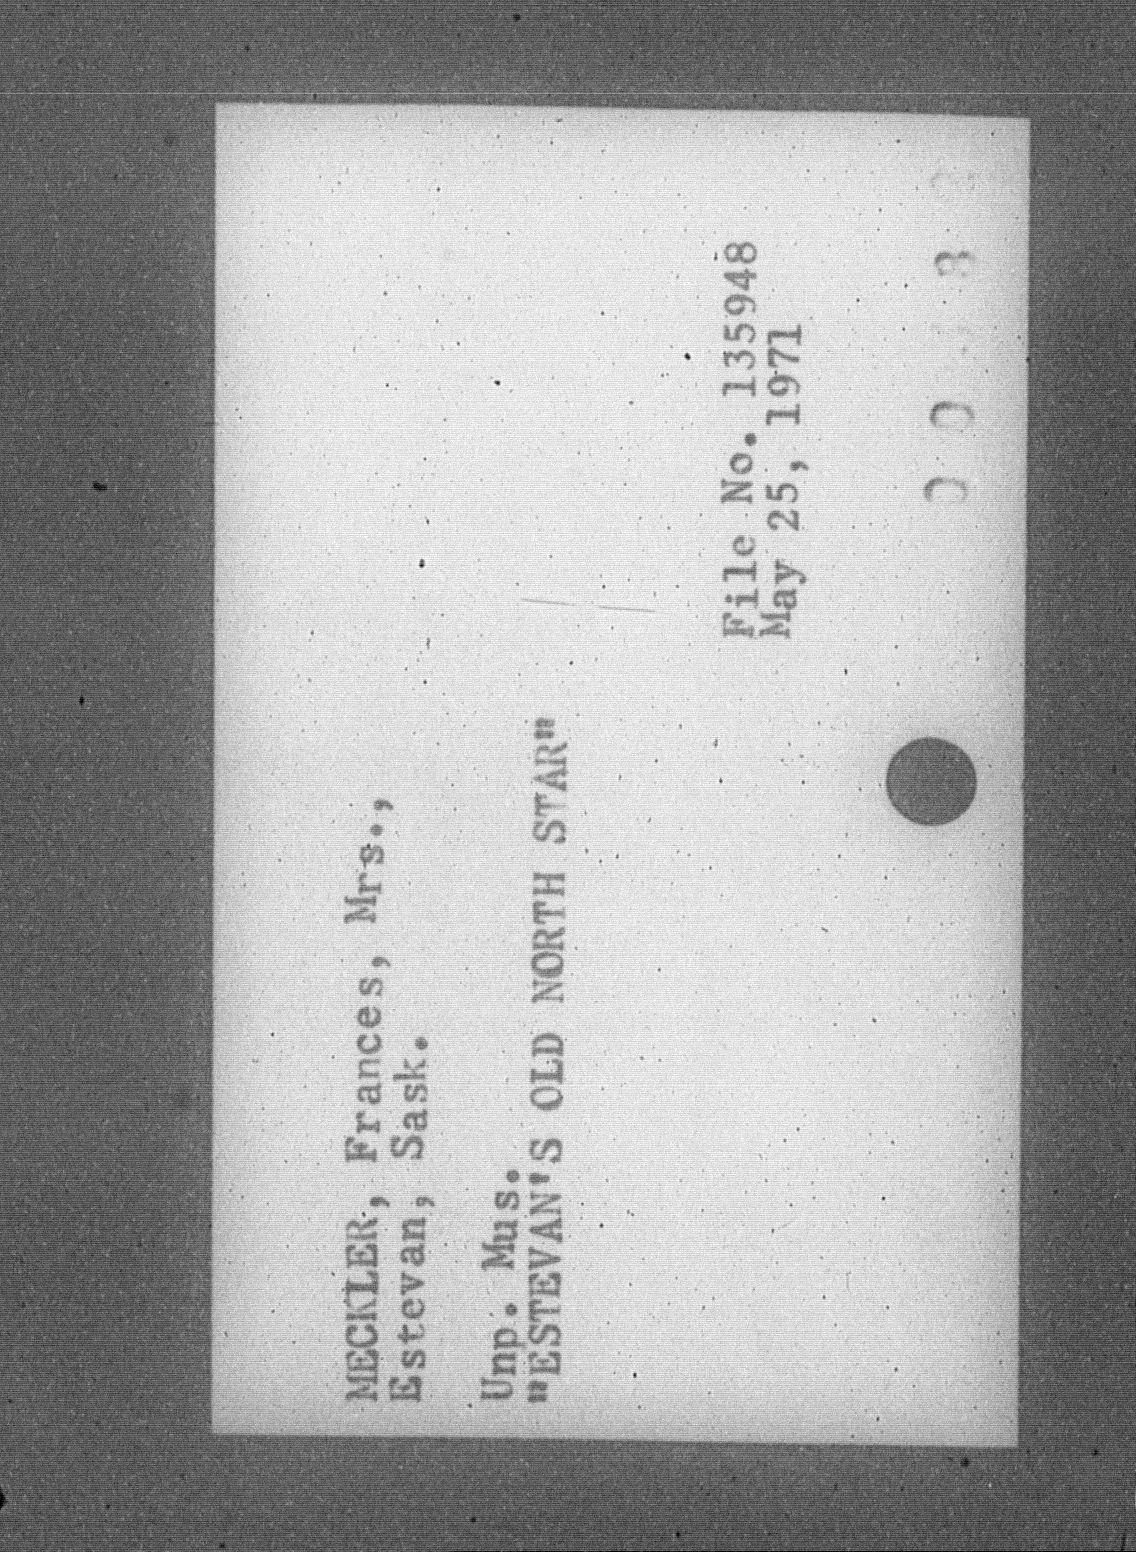 MECKLER, Frances, Mrs.,
Estevan, Sask.
Unp. Mus.
"ESTEVAN'S OLD NORTH STAR"
File No. 135948
May 25, 1971